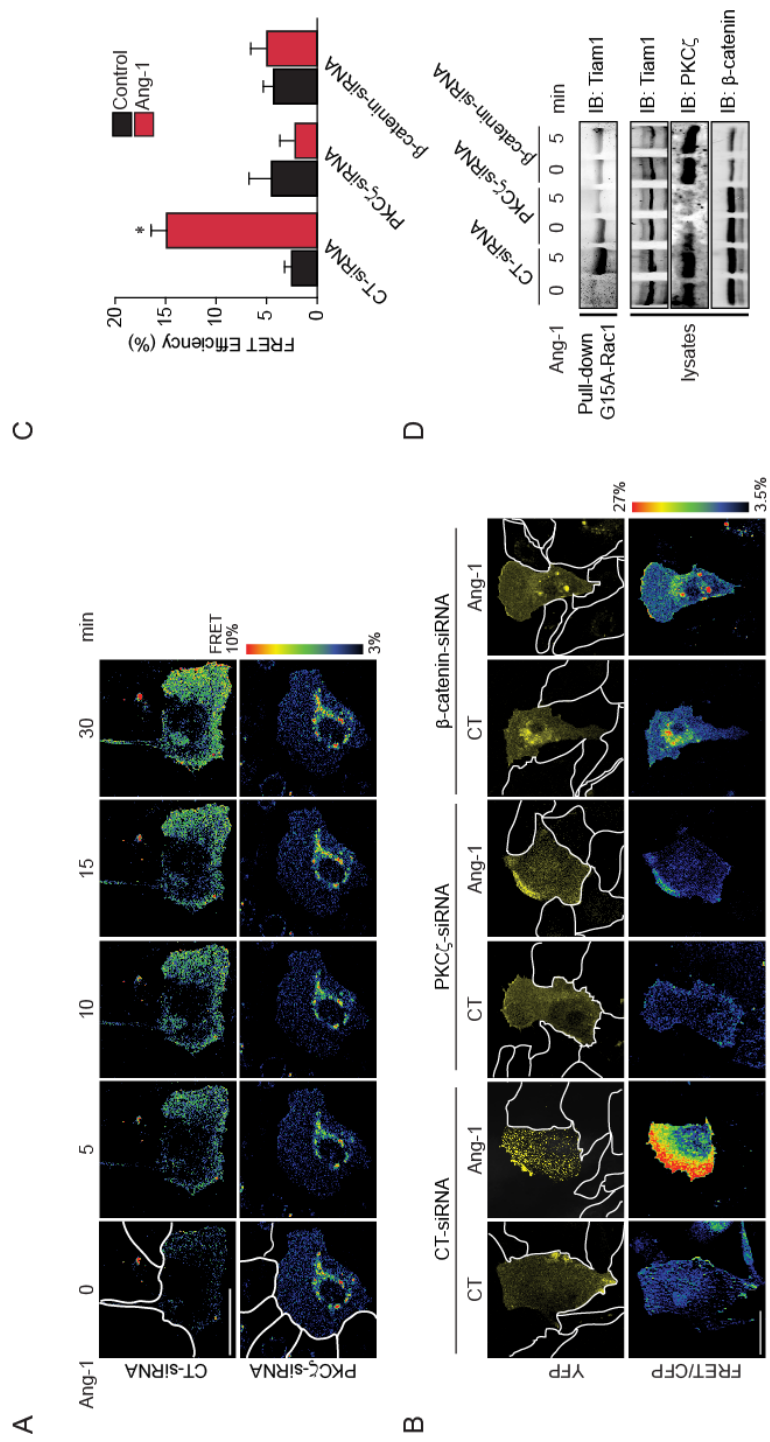 A
Ang-1 0 5 10 15 30 min
CT-siRNA
PKCζ-siRNA
FRET
10%
3%
B
CT-siRNA PKCζ-siRNA β-catenin-siRNA
CT Ang-1 CT Ang-1 CT Ang-1
YFP
FRET/CFP
27%
3.5%
C
FRET Efficiency (%)
20
15
10
5
0
Control
Ang-1
*
CT-siRNA PKCζ-siRNA β-catenin-siRNA
D
CT-siRNA PKCζ-siRNA β-catenin-siRNA
Ang-1 0 5 0 5 0 5 min
Pull-down
G15A-Rac1
IB: Tiam1
lysates
IB: Tiam1
IB: PKCζ
IB: β-catenin